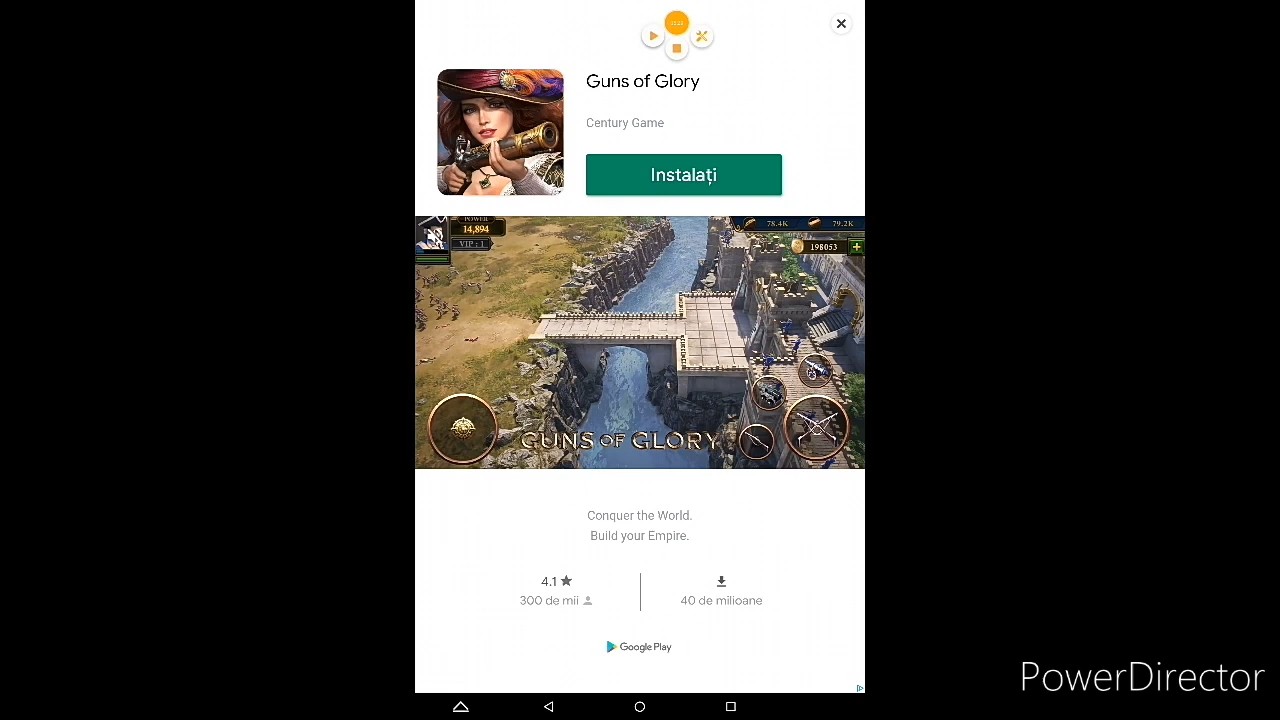 Guns of Glory
Century Game
Instalați
POWER
14,894
VIP : 1
78.4K
79.2K
198053
GUNS OF GLORY
Conquer the World.
Build your Empire.
4.1
300 de mii
40 de milioane
Google Play
PowerDirector